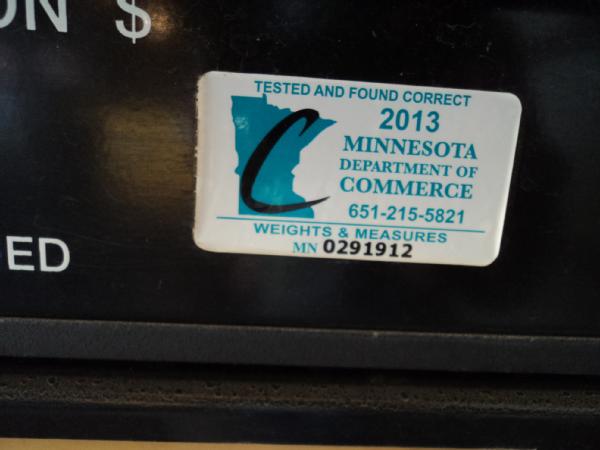 ON $
TESTED AND FOUND CORRECT
2013
MINNESOTA
DEPARTMENT OF
COMMERCE
651-215-5821
WEIGHTS & MEASURES
MN 0291912
ED